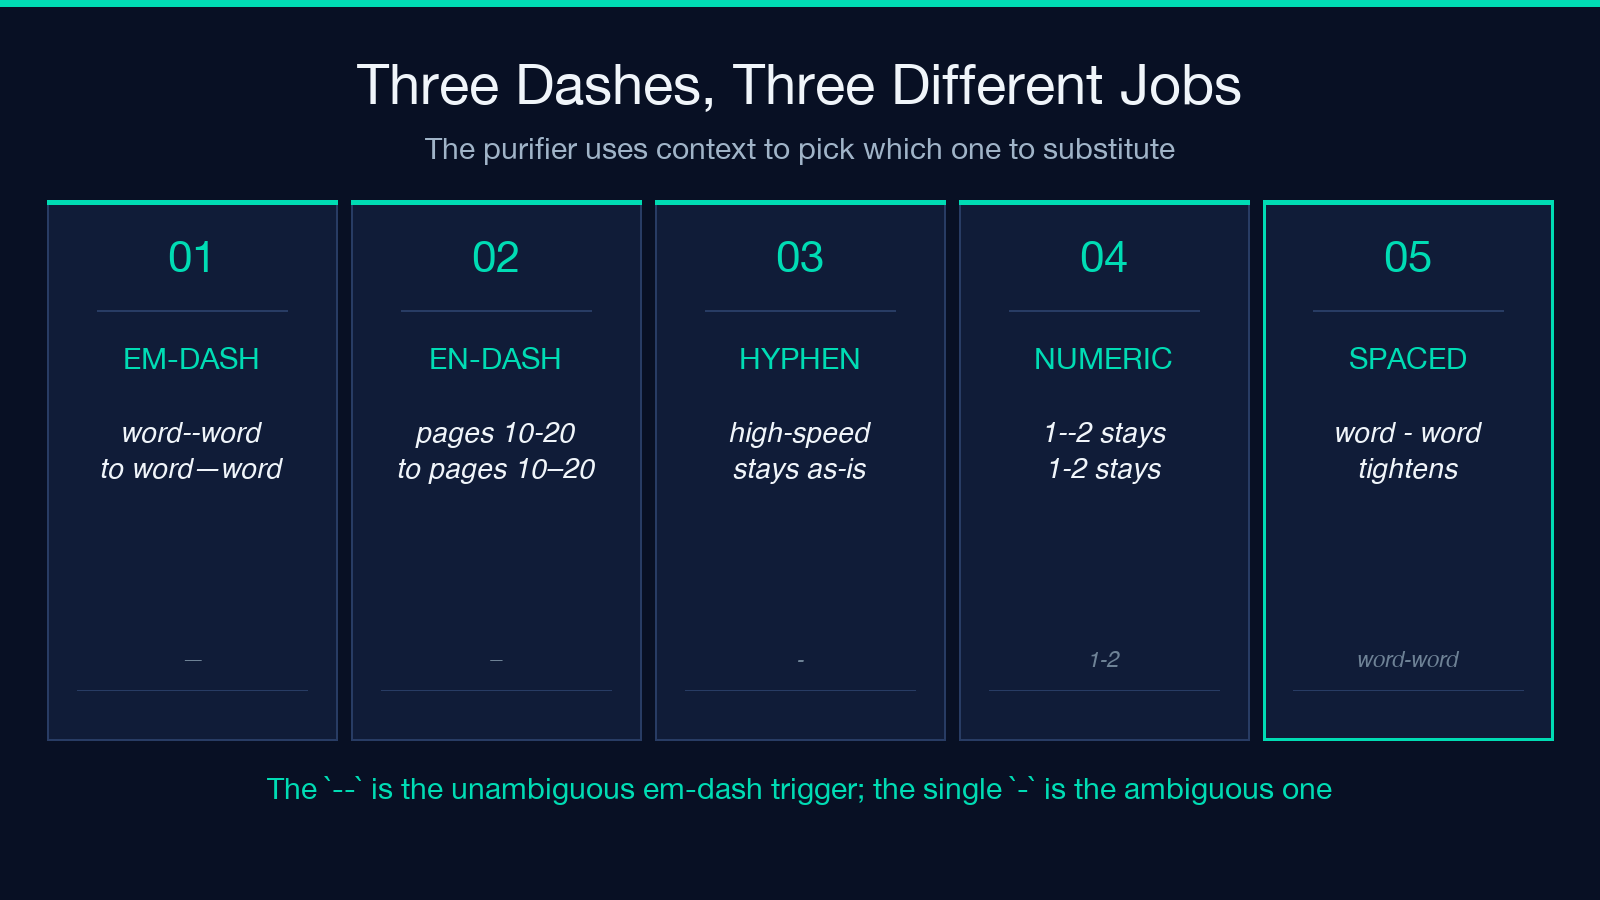 Three Dashes, Three Different Jobs
The purifier uses context to pick which one to substitute
01
EM-DASH
word--word
to word—word
—
02
EN-DASH
pages 10-20
to pages 10–20
–
03
HYPHEN
high-speed
stays as-is
-
04
NUMERIC
1--2 stays
1-2 stays
1-2
05
SPACED
word - word
tightens
word-word
The `--` is the unambiguous em-dash trigger; the single `-` is the ambiguous one